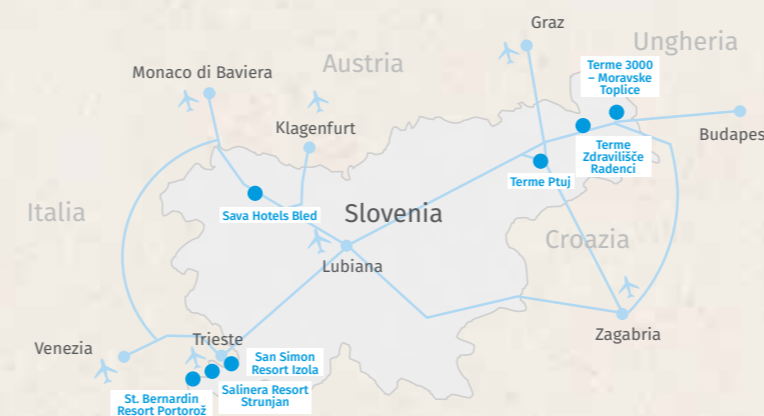 Graz
Ungheria
Austria
Terme 3000
– Moravske
Toplice
Monaco di Baviera
Klagenfurt
Budapes
Terme
Zdravilišče
Radenci
Terme Ptuj
Italia
Sava Hotels Bled
Slovenia
Croazia
Lubiana
Zagabria
Trieste
Venezia
San Simon
Resort Izola
Salinera Resort
Strunjan
St. Bernardin
Resort Portorož